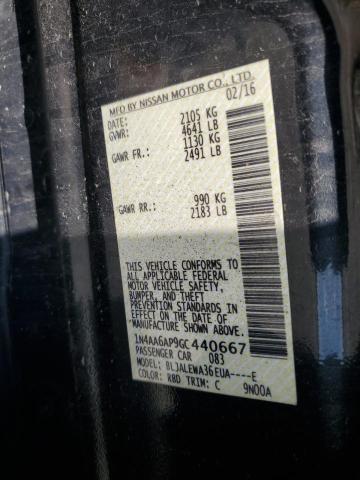 MFD BY NISSAN MOTOR CO., LTD.
DATE: 02/16
GVWR: 2105 KG
4641 LB
GAWR FR.: 1130 KG
2491 LB
GAWR RR.: 990 KG
2183 LB
THIS VEHICLE CONFORMS TO
ALL APPLICABLE FEDERAL
MOTOR VEHICLE SAFETY,
BUMPER, AND THEFT
PREVENTION STANDARDS IN
EFFECT ON THE DATE OF
MANUFACTURE SHOWN ABOVE.
1N4AA6AP9GC440667
PASSENGER CAR 083
MODEL: BLJALEWA36EUA----E
COLOR: RBD TRIM: C 9N00A